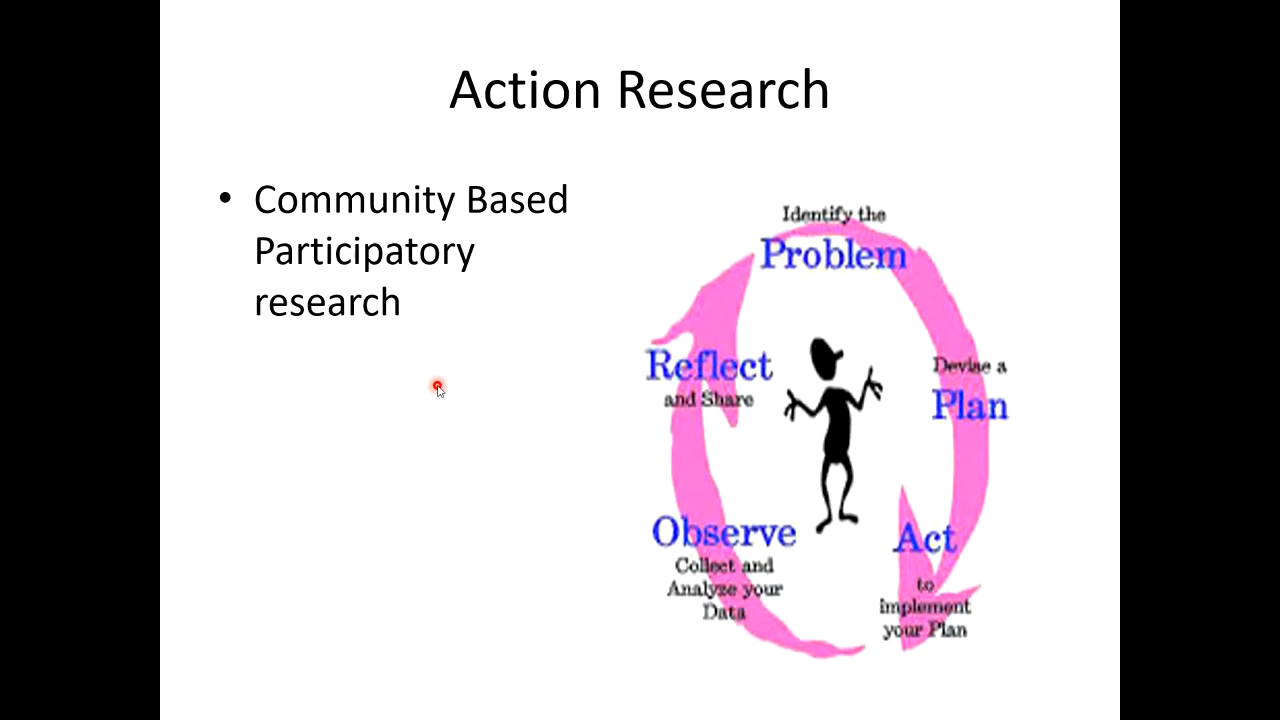 Action Research
• Community Based
Participatory
research
Identify the
Problem
Devise a
Plan
Act
to
implement
your Plan
Observe
Collect and
Analyze your
Data
Reflect
and Share